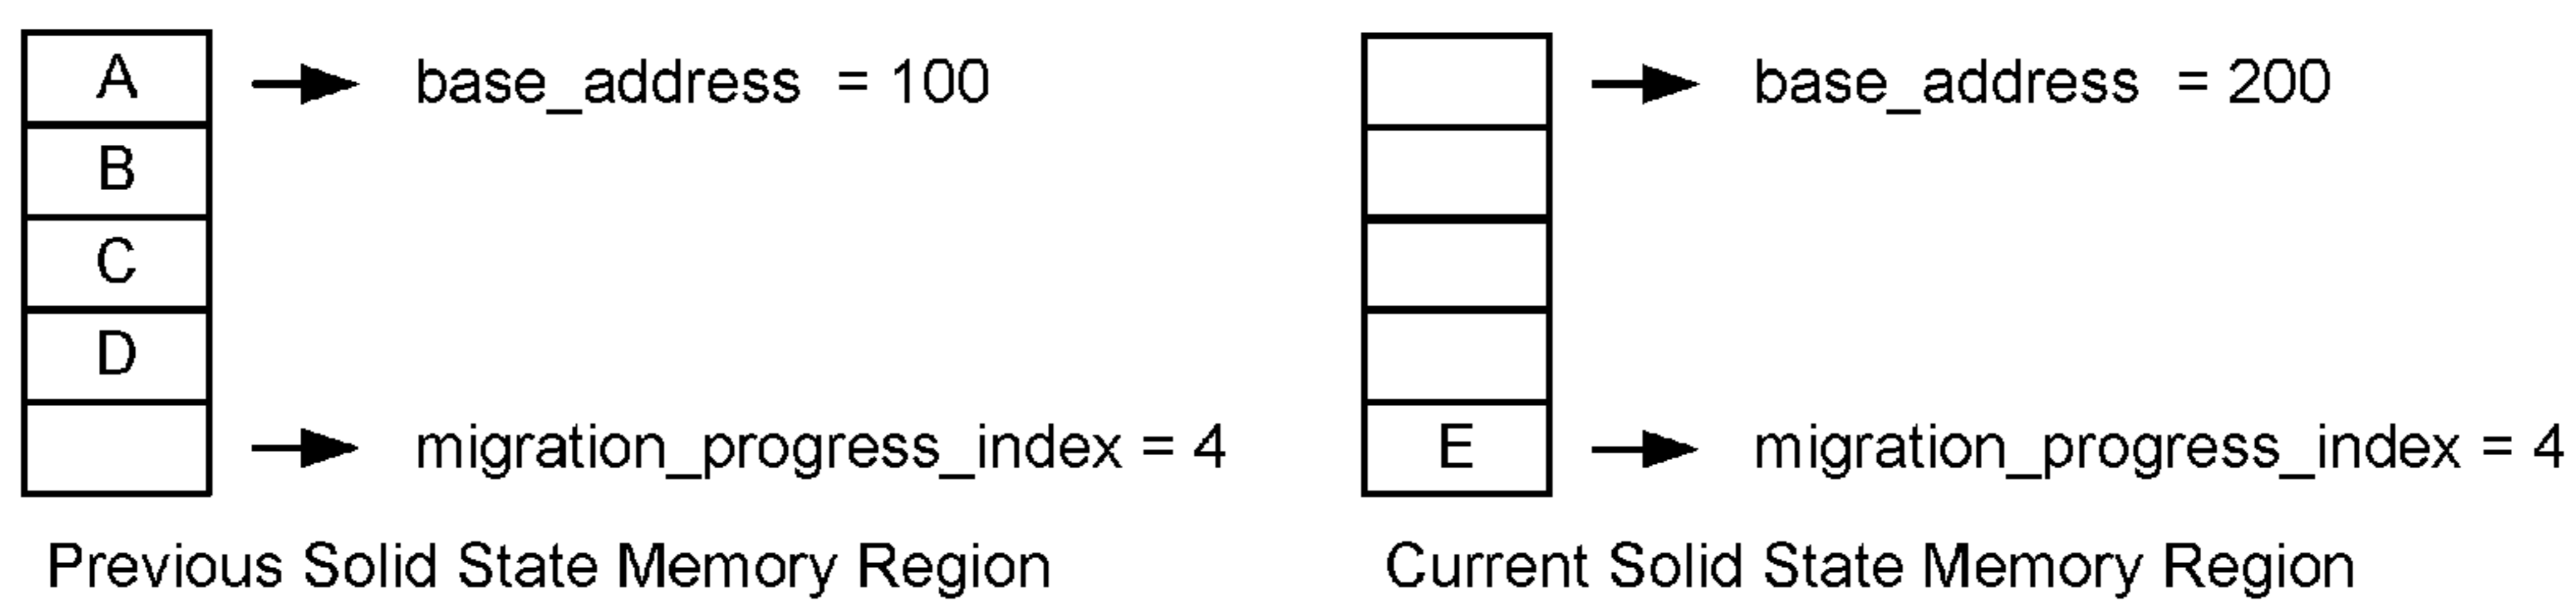 A base_address = 100
B
C
D
migration_progress_index = 4
Previous Solid State Memory Region
base_address = 200
E migration_progress_index = 4
Current Solid State Memory Region